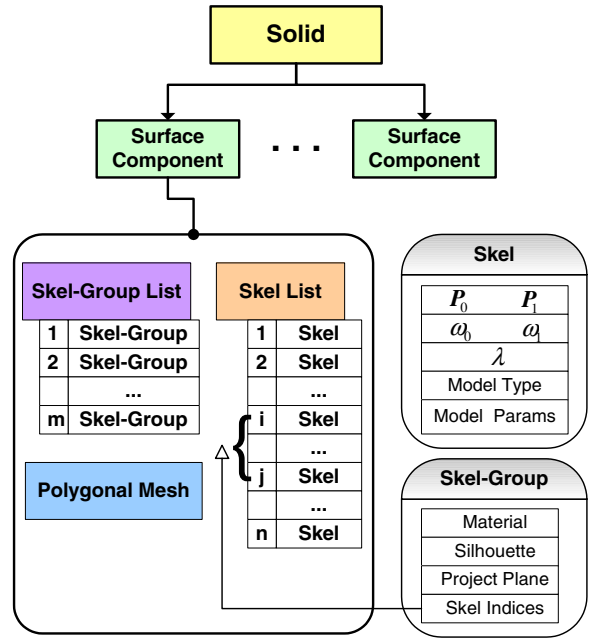 Solid
Surface Component
. . .
Surface Component
Skel-Group List
1 Skel-Group
2 Skel-Group
...
m Skel-Group
Polygonal Mesh
Skel List
1 Skel
2 Skel
...
i Skel
...
j Skel
...
n Skel
{
Skel
P₀ P₁
ω₀ ω₁
λ
Model Type
Model Params
Skel-Group
Material
Silhouette
Project Plane
Skel Indices